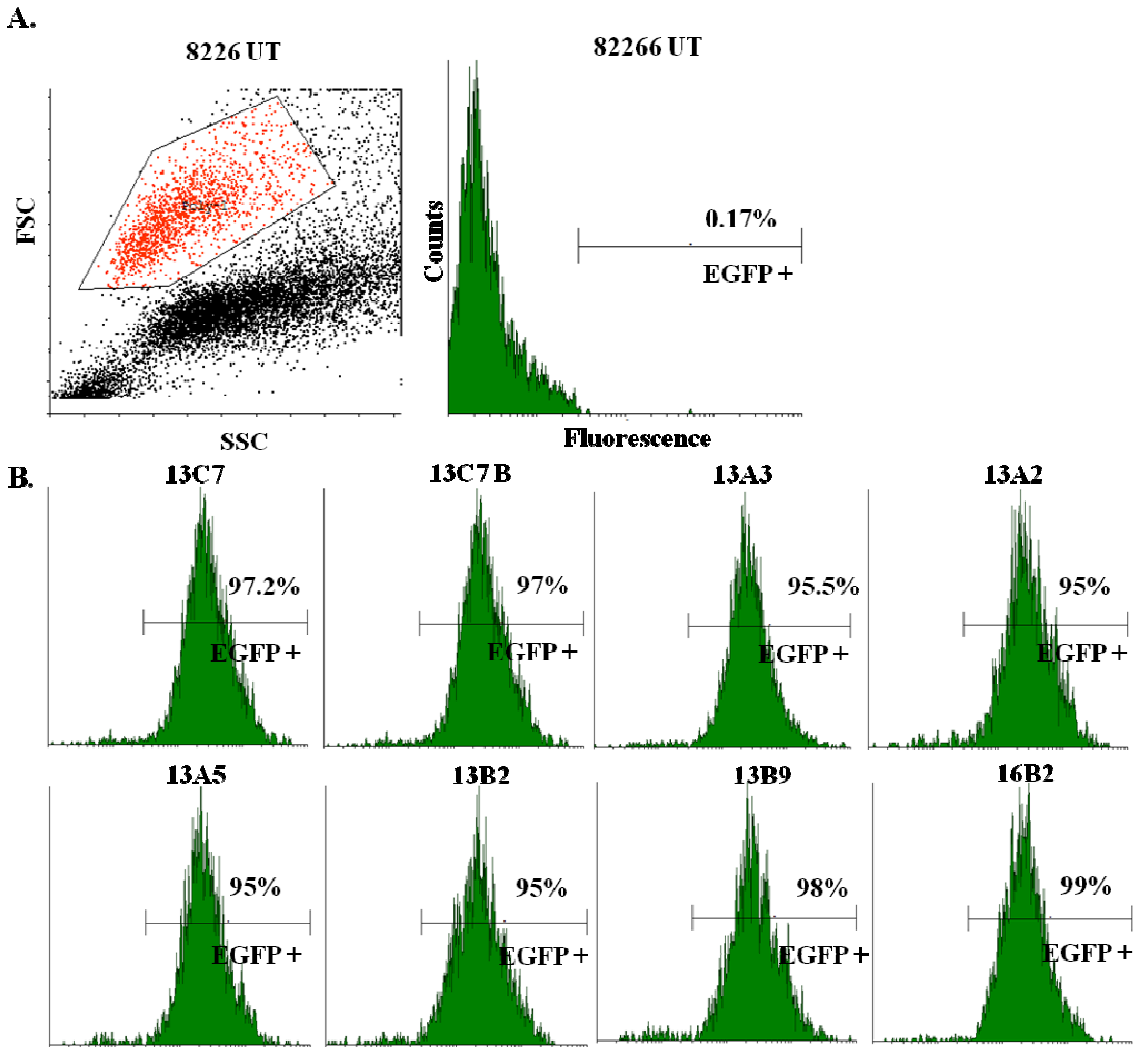 A.
8226 UT
82266 UT
FSC
SSC
Counts
0.17%
EGFP +
Fluorescence
B.
13C7
13C7B
13A3
13A2
97.2%
EGFP +
97%
EGFP +
95.5%
EGFP +
95%
EGFP +
13A5
13B2
13B9
16B2
95%
EGFP +
95%
EGFP +
98%
EGFP +
99%
EGFP +